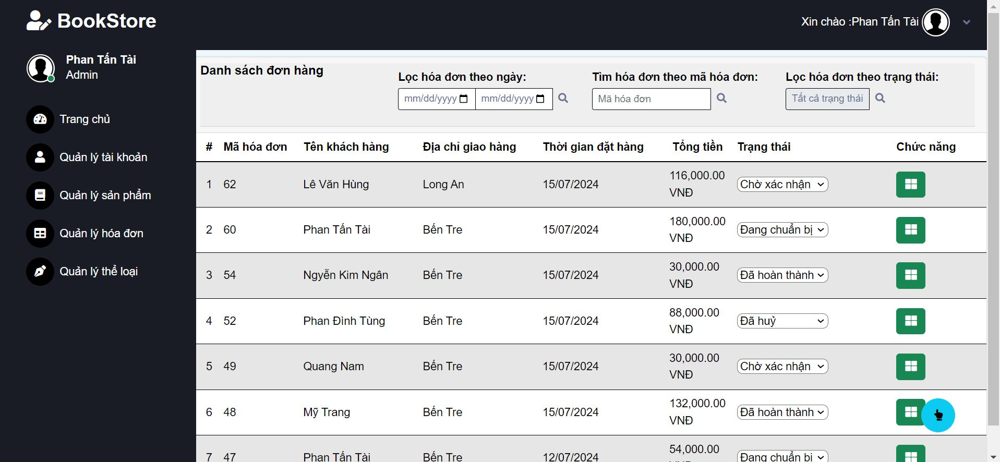 BookStore
Xin chào :Phan Tấn Tài
Phan Tấn Tài
Admin
Trang chủ
Quản lý tài khoản
Quản lý sản phẩm
Quản lý hóa đơn
Quản lý thể loại
Danh sách đơn hàng
Lọc hóa đơn theo ngày:
mm/dd/yyyy mm/dd/yyyy
Tìm hóa đơn theo mã hóa đơn:
Mã hóa đơn
Lọc hóa đơn theo trạng thái:
Tất cả trạng thái
# Mã hóa đơn Tên khách hàng Địa chỉ giao hàng Thời gian đặt hàng Tổng tiền Trạng thái Chức năng
1 62 Lê Văn Hùng Long An 15/07/2024 116,000.00 VNĐ Chờ xác nhận
2 60 Phan Tấn Tài Bến Tre 15/07/2024 180,000.00 VNĐ Đang chuẩn bị
3 54 Ngyễn Kim Ngân Bến Tre 15/07/2024 30,000.00 VNĐ Đã hoàn thành
4 52 Phan Đình Tùng Bến Tre 15/07/2024 88,000.00 VNĐ Đã huỷ
5 49 Quang Nam Bến Tre 15/07/2024 30,000.00 VNĐ Chờ xác nhận
6 48 Mỹ Trang Bến Tre 15/07/2024 132,000.00 VNĐ Đã hoàn thành
7 47 Phan Tấn Tài Bến Tre 12/07/2024 54,000.00 Đang chuẩn bị